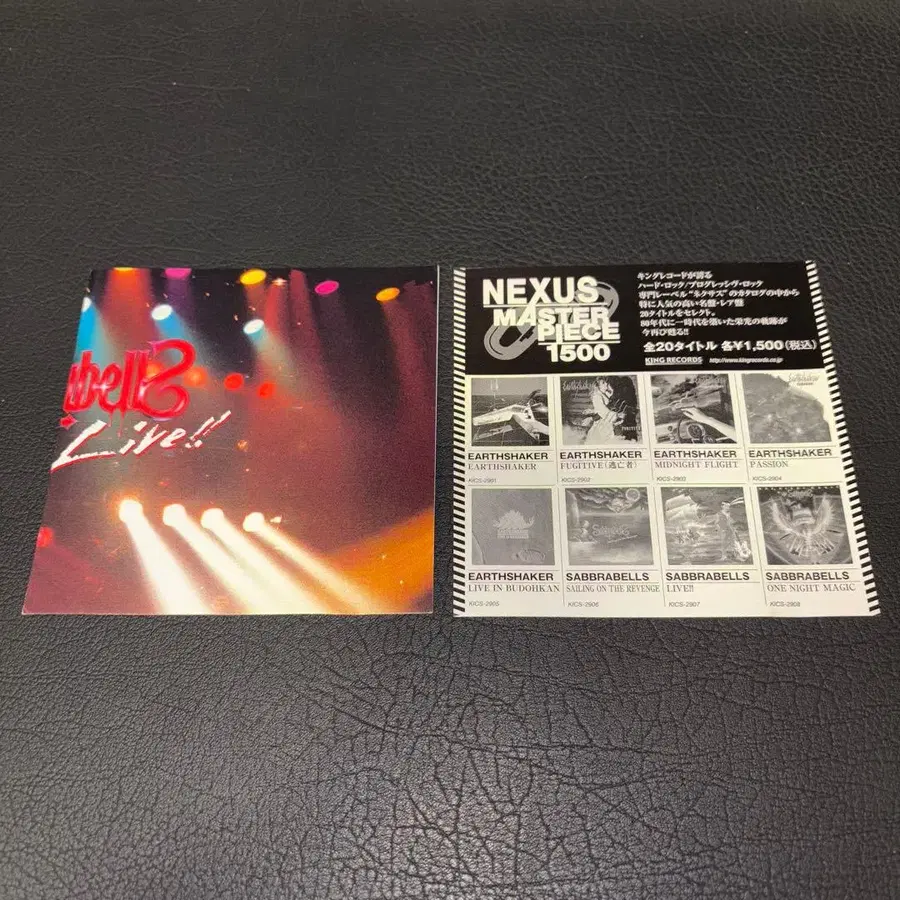 bellS
Live!!
NEXUS
MASTER
PIECE
1500
キングレコードが誇る
ハード・ロック/プログレッシヴ・ロック
専門レーベル"ネクサス"のカタログの中から
特に人気の高い名盤・レア盤
20タイトルをセレクト。
80年代に一時代を築いた栄光の軌跡が
今再び甦る!!
全20タイトル 各¥1,500(税込)
KING RECORDS http://www.kingrecords.co.jp
EARTHSHAKER
EARTHSHAKER
KICS-2901
EARTHSHAKER
FUGITIVE(逃亡者)
KICS-2902
EARTHSHAKER
MIDNIGHT FLIGHT
KICS-2903
EARTHSHAKER
PASSION
KICS-2904
EARTHSHAKER
LIVE IN BUDOHKAN
KICS-2905
SABBRABELLS
SAILING ON THE REVENGE
KICS-2906
SABBRABELLS
LIVE!!
KICS-2907
SABBRABELLS
ONE NIGHT MAGIC
KICS-2908